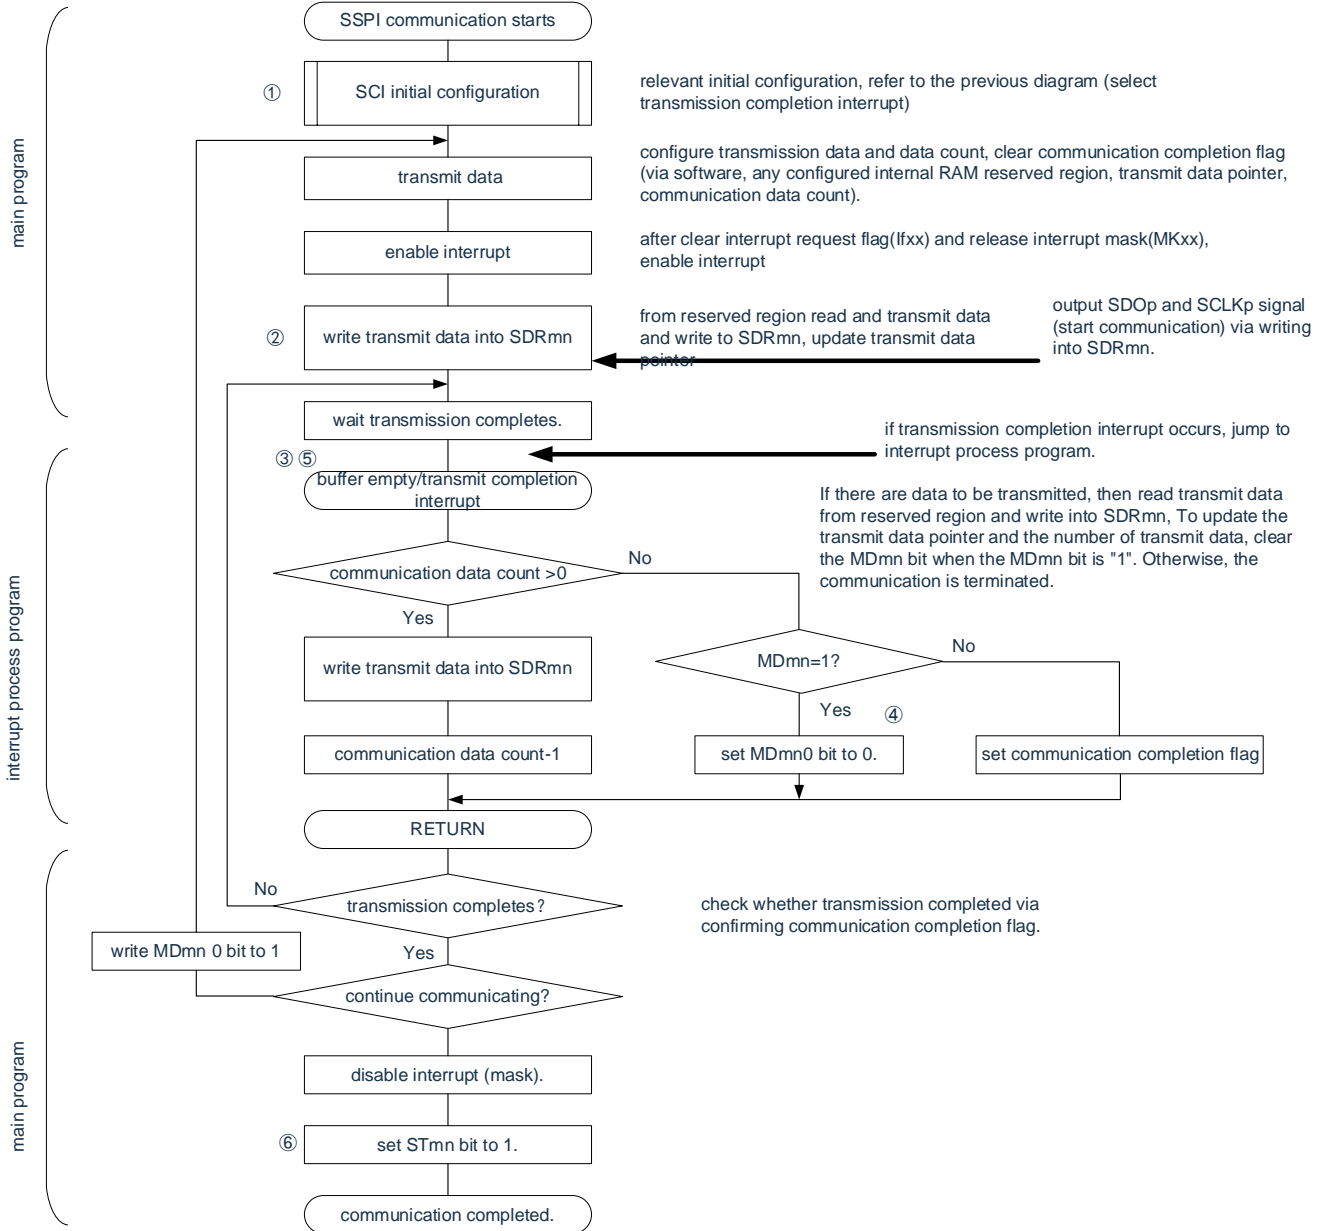 SSPI communication starts
main program
①
SCI initial configuration
relevant initial configuration, refer to the previous diagram (select
transmission completion interrupt)
transmit data
configure transmission data and data count, clear communication completion flag
(via software, any configured internal RAM reserved region, transmit data pointer,
communication data count).
enable interrupt
after clear interrupt request flag(Ifxx) and release interrupt mask(MKxx),
enable interrupt
②
write transmit data into SDRmn
from reserved region read and transmit data
and write to SDRmn, update transmit data
pointer
output SDOp and SCLKp signal
(start communication) via writing
into SDRmn.
wait transmission completes.
if transmission completion interrupt occurs, jump to
interrupt process program.
interrupt process program
③ ⑤
buffer empty/transmit completion
interrupt
If there are data to be transmitted, then read transmit data
from reserved region and write into SDRmn, To update the
transmit data pointer and the number of transmit data, clear
the MDmn bit when the MDmn bit is "1". Otherwise, the
communication is terminated.
communication data count >0
No
Yes
write transmit data into SDRmn
MDmn=1?
No
Yes
④
communication data count-1
set MDmn0 bit to 0.
set communication completion flag
RETURN
main program
No
transmission completes?
check whether transmission completed via
confirming communication completion flag.
write MDmn 0 bit to 1
Yes
continue communicating?
disable interrupt (mask).
⑥
set STmn bit to 1.
communication completed.